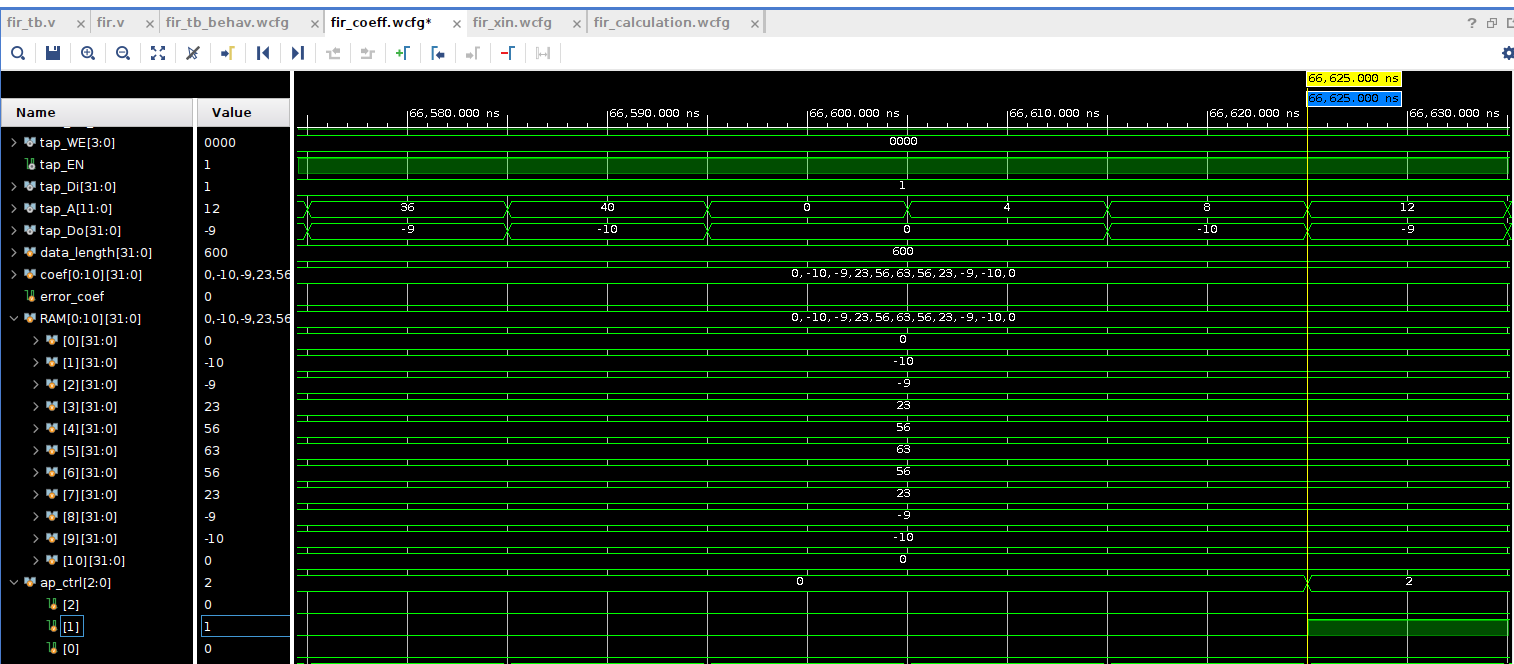 fir_tb.v × fir.v × fir_tb_behav.wcfg × fir_coeff.wcfg* × fir_xin.wcfg × fir_calculation.wcfg × ?
66,625.000 ns
66,625.000 ns
Name Value 66,580.000 ns 66,590.000 ns 66,600.000 ns 66,610.000 ns 66,620.000 ns 66,630.000 ns
tap_WE[3:0] 0000 0000
tap_EN 1
tap_Di[31:0] 1 1
tap_A[11:0] 12 36 40 0 4 8 12
tap_Do[31:0] -9 -9 -10 0 -10 -9
data_length[31:0] 600 600
coef[0:10][31:0] 0,-10,-9,23,56 0,-10,-9,23,56,63,56,23,-9,-10,0
error_coef 0
RAM[0:10][31:0] 0,-10,-9,23,56 0,-10,-9,23,56,63,56,23,-9,-10,0
[0][31:0] 0 0
[1][31:0] -10 -10
[2][31:0] -9 -9
[3][31:0] 23 23
[4][31:0] 56 56
[5][31:0] 63 63
[6][31:0] 56 56
[7][31:0] 23 23
[8][31:0] -9 -9
[9][31:0] -10 -10
[10][31:0] 0 0
ap_ctrl[2:0] 2 0 2
[2] 0
[1] 1
[0] 0